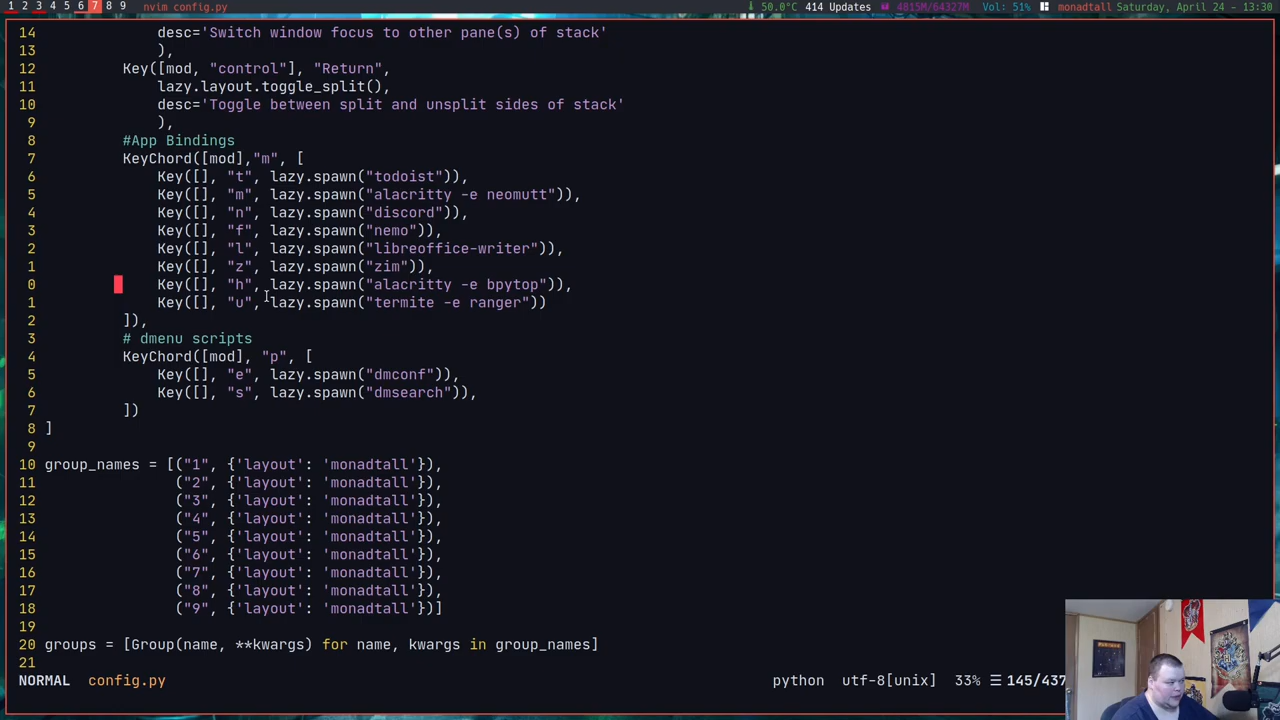 1 2 3 4 5 6 7 8 9 nvim config.py 50.0°C 414 Updates 4815M/64327M Vol: 51% monadtall Saturday, April 24 - 13:30
14 desc='Switch window focus to other pane(s) of stack'
13 ),
12 Key([mod, "control"], "Return",
11 lazy.layout.toggle_split(),
10 desc='Toggle between split and unsplit sides of stack'
9 ),
8 #App Bindings
7 KeyChord([mod],"m", [
6 Key([], "t", lazy.spawn("todoist")),
5 Key([], "m", lazy.spawn("alacritty -e neomutt")),
4 Key([], "n", lazy.spawn("discord")),
3 Key([], "f", lazy.spawn("nemo")),
2 Key([], "l", lazy.spawn("libreoffice-writer")),
1 Key([], "z", lazy.spawn("zim")),
0 Key([], "h", lazy.spawn("alacritty -e bpytop")),
1 Key([], "u", lazy.spawn("termite -e ranger"))
2 ]),
3 # dmenu scripts
4 KeyChord([mod], "p", [
5 Key([], "e", lazy.spawn("dmconf")),
6 Key([], "s", lazy.spawn("dmsearch")),
7 ])
8 ]
9
10 group_names = [("1", {'layout': 'monadtall'}),
11 ("2", {'layout': 'monadtall'}),
12 ("3", {'layout': 'monadtall'}),
13 ("4", {'layout': 'monadtall'}),
14 ("5", {'layout': 'monadtall'}),
15 ("6", {'layout': 'monadtall'}),
16 ("7", {'layout': 'monadtall'}),
17 ("8", {'layout': 'monadtall'}),
18 ("9", {'layout': 'monadtall'})]
19
20 groups = [Group(name, **kwargs) for name, kwargs in group_names]
21
NORMAL config.py python utf-8[unix] 33% ☰ 145/437